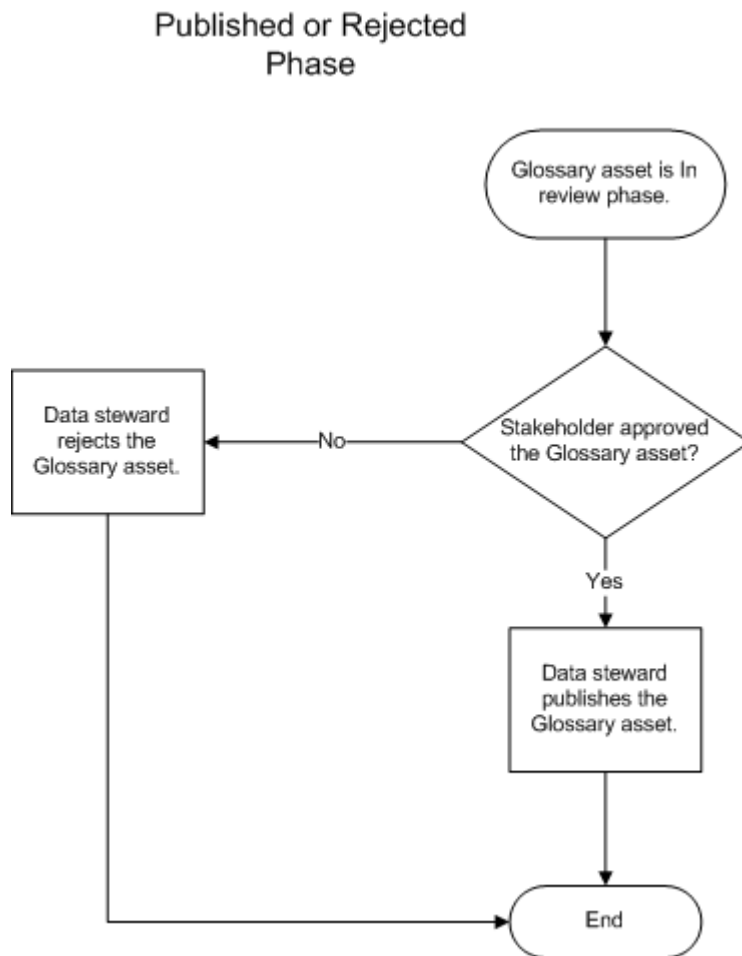 Published or Rejected
Phase
Glossary asset is In
review phase.
Stakeholder approved
the Glossary asset?
No
Data steward
rejects the
Glossary asset.
Yes
Data steward
publishes the
Glossary asset.
End